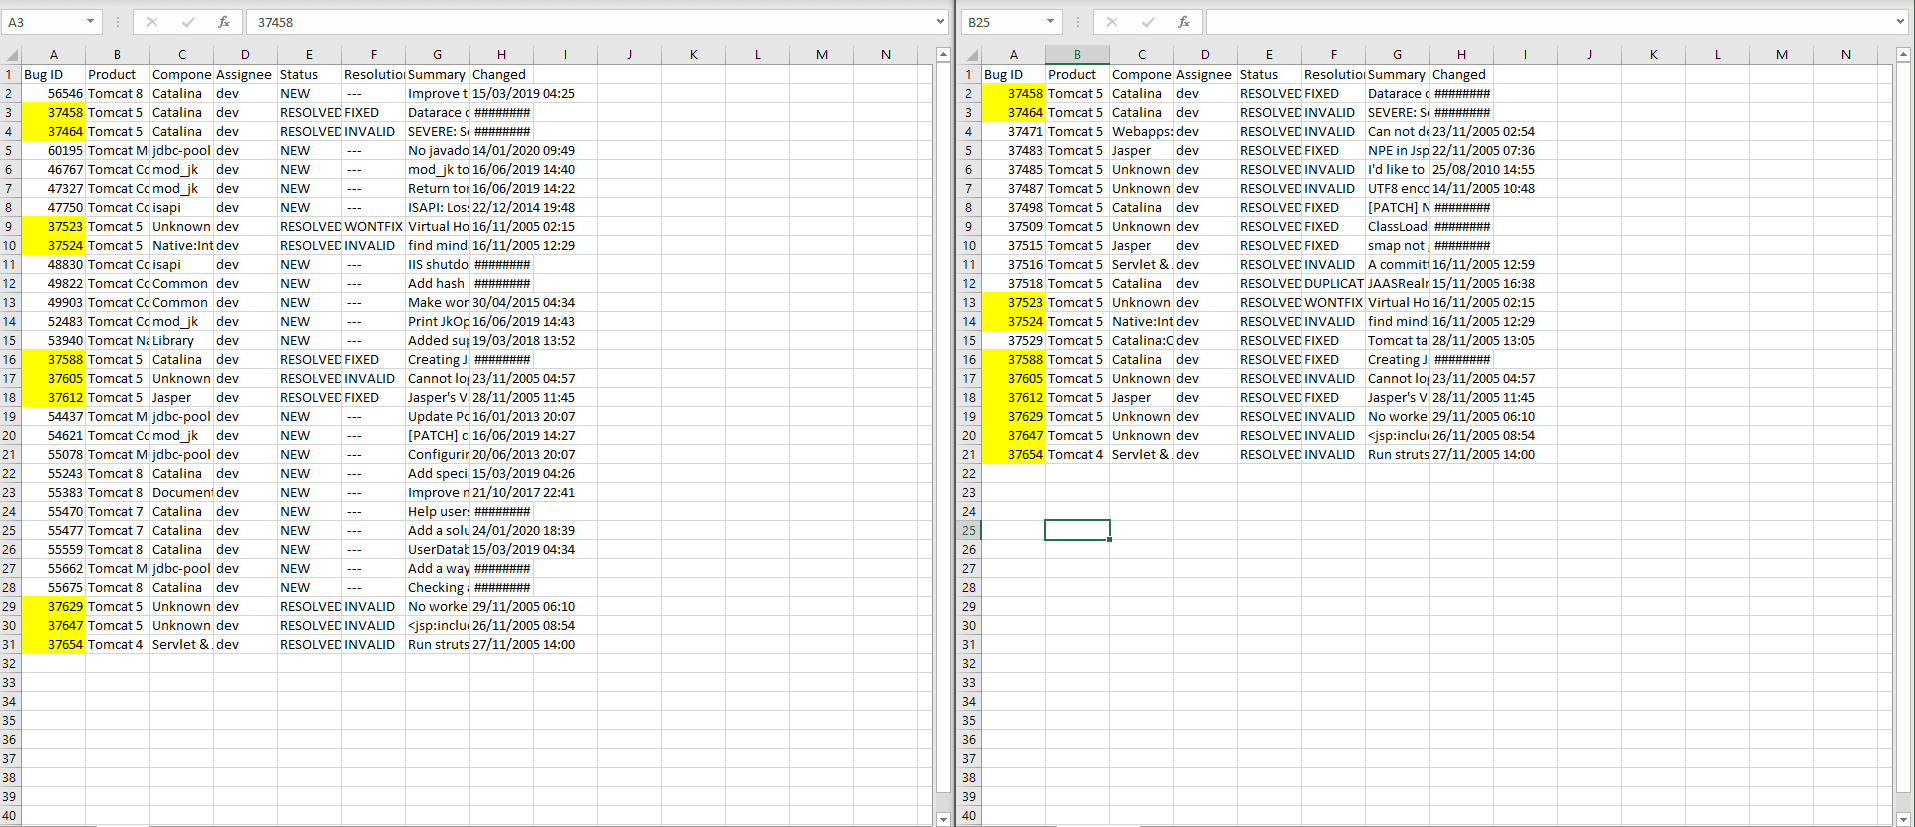 A3 fx 37458
A B C D E F G H I J K L M N
1 Bug ID Product Compone Assignee Status Resolutio Summary Changed
2 56546 Tomcat 8 Catalina dev NEW --- Improve t 15/03/2019 04:25
3 37458 Tomcat 5 Catalina dev RESOLVED FIXED Datarace c ########
4 37464 Tomcat 5 Catalina dev RESOLVED INVALID SEVERE: Se ########
5 60195 Tomcat M jdbc-pool dev NEW --- No javado 14/01/2020 09:49
6 46767 Tomcat Co mod_jk dev NEW --- mod_jk to 16/06/2019 14:40
7 47327 Tomcat Co mod_jk dev NEW --- Return tor 16/06/2019 14:22
8 47750 Tomcat Co isapi dev NEW --- ISAPI: Los: 22/12/2014 19:48
9 37523 Tomcat 5 Unknown dev RESOLVED WONTFIX Virtual Ho 16/11/2005 02:15
10 37524 Tomcat 5 Native:Int dev RESOLVED INVALID find mind 16/11/2005 12:29
11 48830 Tomcat Co isapi dev NEW --- IIS shutdo ########
12 49822 Tomcat Co Common dev NEW --- Add hash ########
13 49903 Tomcat Co Common dev NEW --- Make wor 30/04/2015 04:34
14 52483 Tomcat Co mod_jk dev NEW --- Print JkOp 16/06/2019 14:43
15 53940 Tomcat Na Library dev NEW --- Added sup 19/03/2018 13:52
16 37588 Tomcat 5 Catalina dev RESOLVED FIXED Creating J ########
17 37605 Tomcat 5 Unknown dev RESOLVED INVALID Cannot log 23/11/2005 04:57
18 37612 Tomcat 5 Jasper dev RESOLVED FIXED Jasper's V 28/11/2005 11:45
19 54437 Tomcat M jdbc-pool dev NEW --- Update Po 16/01/2013 20:07
20 54621 Tomcat Co mod_jk dev NEW --- [PATCH] c 16/06/2019 14:27
21 55078 Tomcat M jdbc-pool dev NEW --- Configurin 20/06/2013 20:07
22 55243 Tomcat 8 Catalina dev NEW --- Add speci 15/03/2019 04:26
23 55383 Tomcat 8 Document dev NEW --- Improve n 21/10/2017 22:41
24 55470 Tomcat 7 Catalina dev NEW --- Help user: ########
25 55477 Tomcat 7 Catalina dev NEW --- Add a solu 24/01/2020 18:39
26 55559 Tomcat 8 Catalina dev NEW --- UserDatab 15/03/2019 04:34
27 55662 Tomcat M jdbc-pool dev NEW --- Add a way ########
28 55675 Tomcat 8 Catalina dev NEW --- Checking ########
29 37629 Tomcat 5 Unknown dev RESOLVED INVALID No worke 29/11/2005 06:10
30 37647 Tomcat 5 Unknown dev RESOLVED INVALID <jsp:inclu 26/11/2005 08:54
31 37654 Tomcat 4 Servlet & dev RESOLVED INVALID Run struts 27/11/2005 14:00
32
33
34
35
36
37
38
39
40
B25 fx
A B C D E F G H I J K L M N
1 Bug ID Product Compone Assignee Status Resolutio Summary Changed
2 37458 Tomcat 5 Catalina dev RESOLVED FIXED Datarace c ########
3 37464 Tomcat 5 Catalina dev RESOLVED INVALID SEVERE: Se ########
4 37471 Tomcat 5 Webapps: dev RESOLVED INVALID Can not de 23/11/2005 02:54
5 37483 Tomcat 5 Jasper dev RESOLVED FIXED NPE in Jsp 22/11/2005 07:36
6 37485 Tomcat 5 Unknown dev RESOLVED INVALID I'd like to 25/08/2010 14:55
7 37487 Tomcat 5 Unknown dev RESOLVED INVALID UTF8 enco 14/11/2005 10:48
8 37498 Tomcat 5 Catalina dev RESOLVED FIXED [PATCH] N ########
9 37509 Tomcat 5 Unknown dev RESOLVED FIXED ClassLoad ########
10 37515 Tomcat 5 Jasper dev RESOLVED FIXED smap not ########
11 37516 Tomcat 5 Servlet & dev RESOLVED INVALID A committ 16/11/2005 12:59
12 37518 Tomcat 5 Catalina dev RESOLVED DUPLICAT JAASRealr 15/11/2005 16:38
13 37523 Tomcat 5 Unknown dev RESOLVED WONTFIX Virtual Ho 16/11/2005 02:15
14 37524 Tomcat 5 Native:Int dev RESOLVED INVALID find mind 16/11/2005 12:29
15 37529 Tomcat 5 Catalina:C dev RESOLVED FIXED Tomcat ta 28/11/2005 13:05
16 37588 Tomcat 5 Catalina dev RESOLVED FIXED Creating J ########
17 37605 Tomcat 5 Unknown dev RESOLVED INVALID Cannot log 23/11/2005 04:57
18 37612 Tomcat 5 Jasper dev RESOLVED FIXED Jasper's V 28/11/2005 11:45
19 37629 Tomcat 5 Unknown dev RESOLVED INVALID No worke 29/11/2005 06:10
20 37647 Tomcat 5 Unknown dev RESOLVED INVALID <jsp:inclu 26/11/2005 08:54
21 37654 Tomcat 4 Servlet & dev RESOLVED INVALID Run struts 27/11/2005 14:00
22
23
24
25
26
27
28
29
30
31
32
33
34
35
36
37
38
39
40